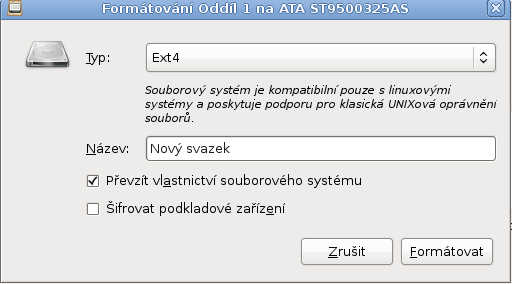 Formátování Oddíl 1 na ATA ST9500325AS
Typ: Ext4
Souborový systém je kompatibilní pouze s linuxovými
systémy a poskytuje podporu pro klasická UNIXová oprávnění
souborů.
Název: Nový svazek
Převzít vlastnictví souborového systému
Šifrovat podkladové zařízení
Zrušit Formátovat